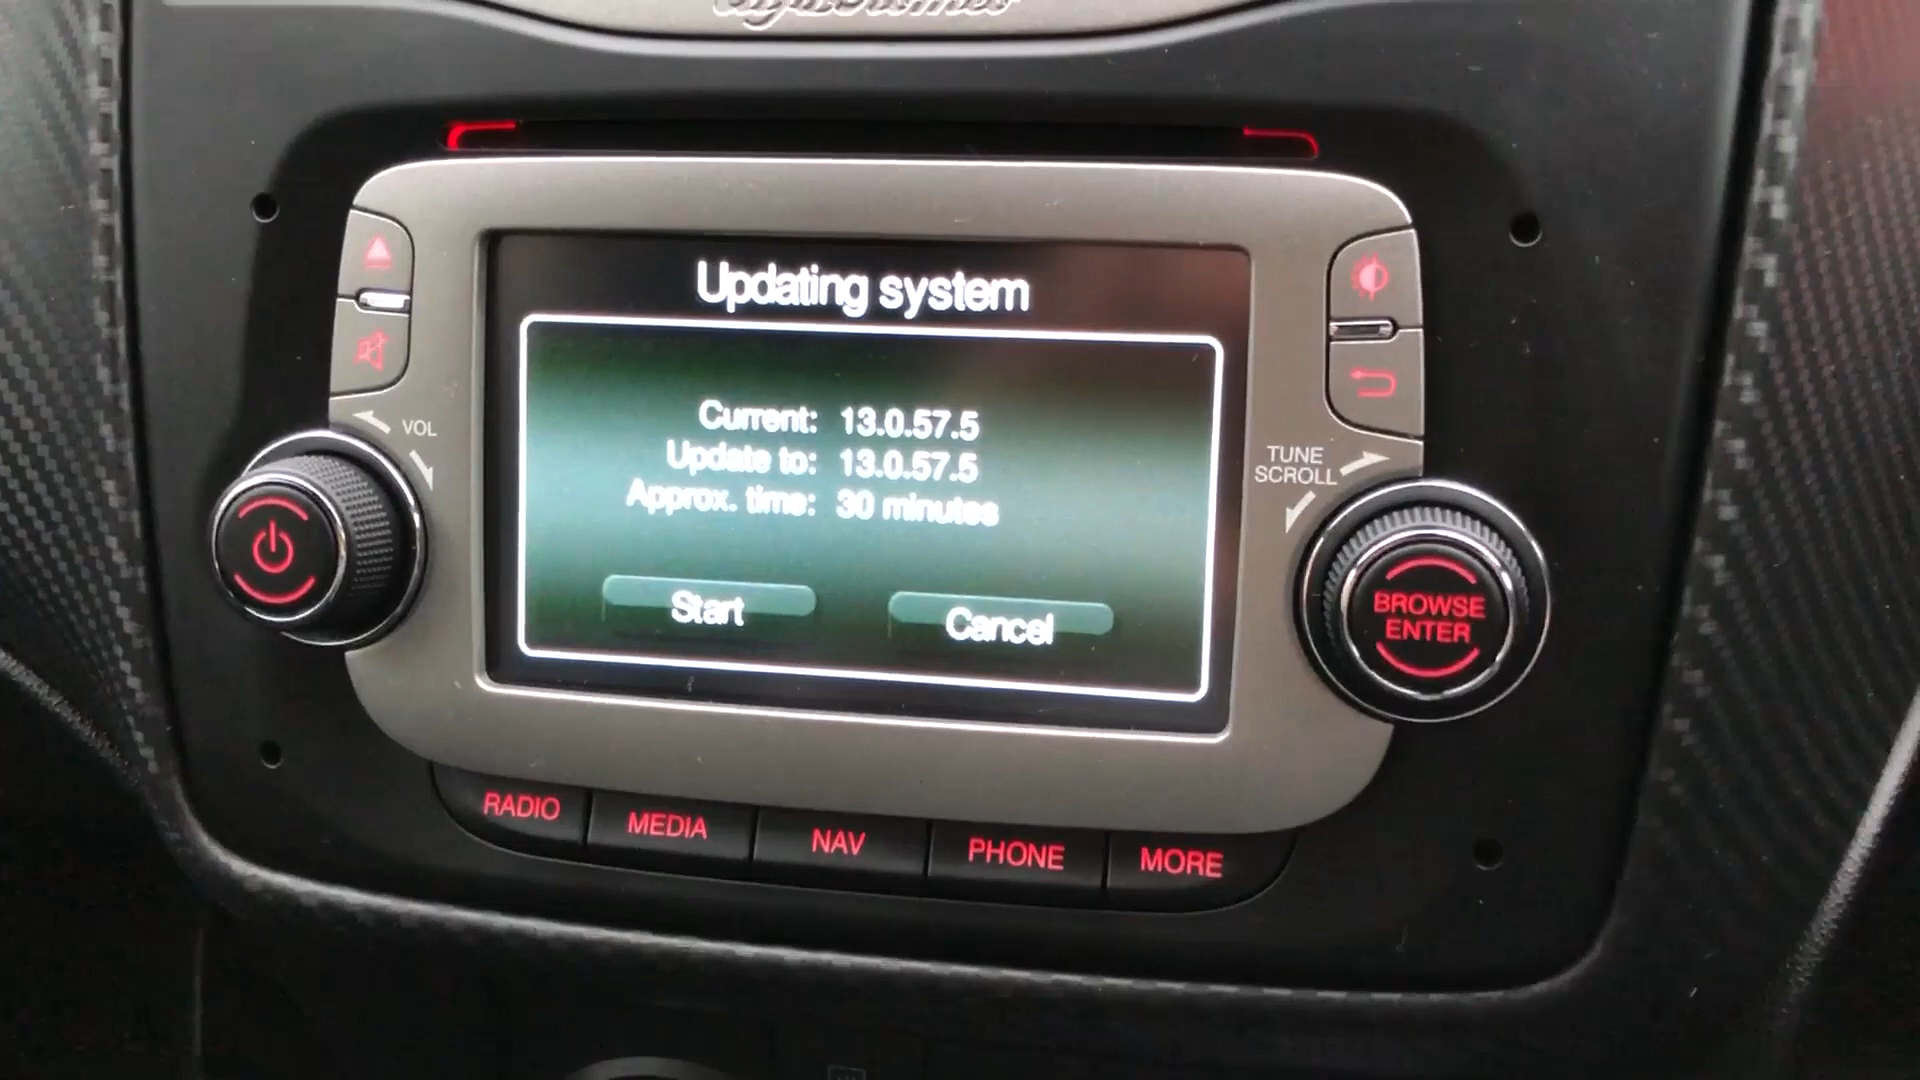 Updating system
Current: 13.0.57.5
Update to: 13.0.57.5
Approx. time: 30 minutes
Start Cancel
VOL
TUNE
SCROLL
BROWSE
ENTER
RADIO MEDIA NAV PHONE MORE